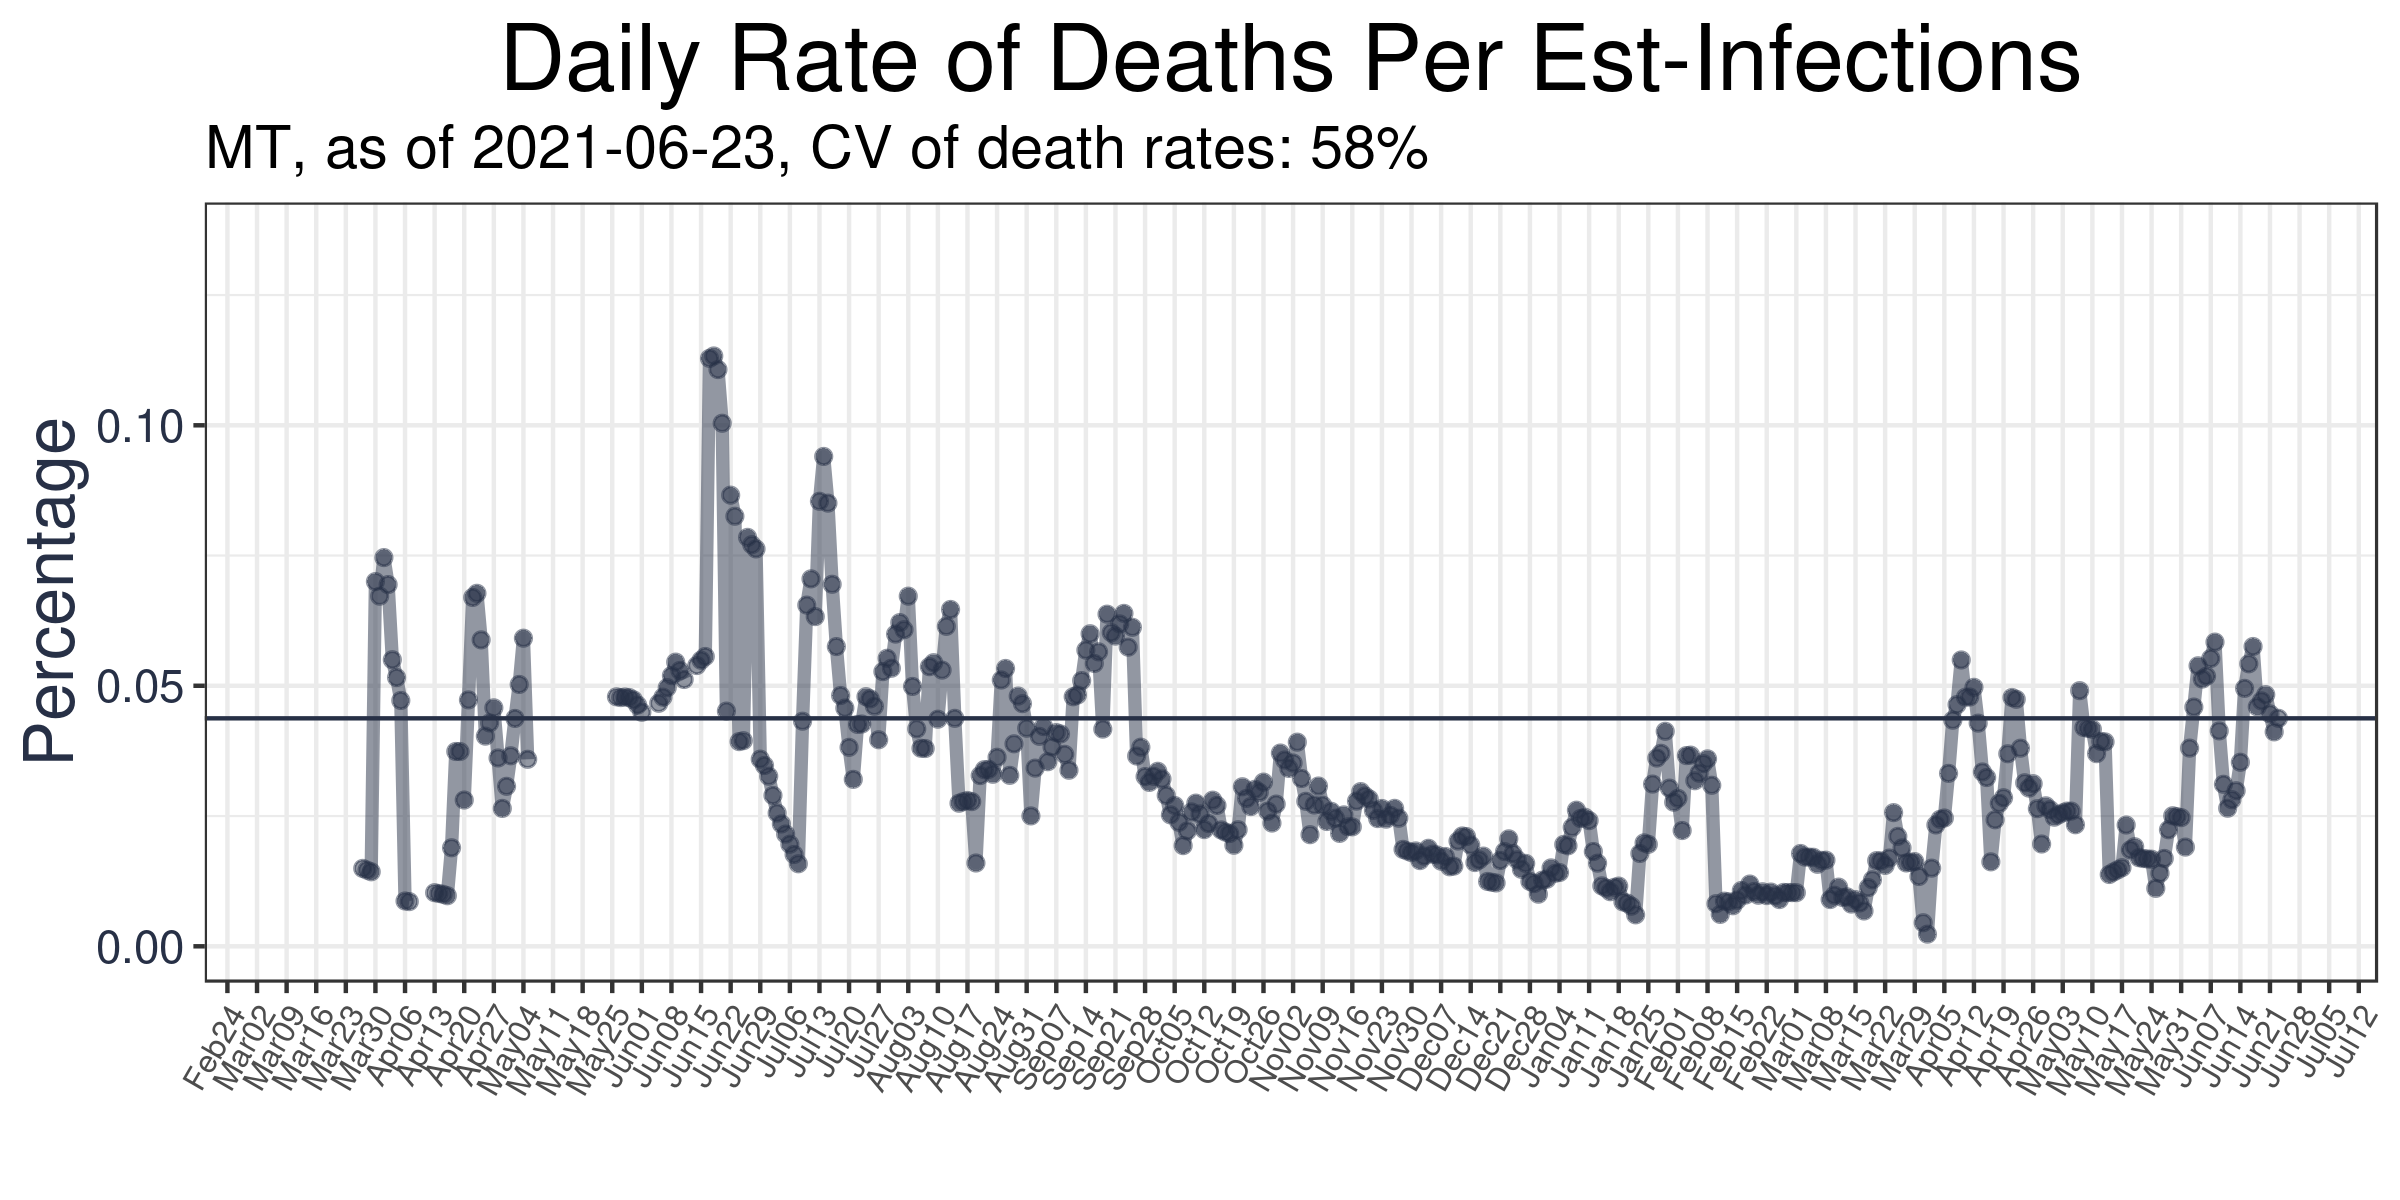 Daily Rate of Deaths Per Est-Infections
MT, as of 2021-06-23, CV of death rates: 58%
Percentage
0.10
0.05
0.00
Feb24
Mar02
Mar09
Mar16
Mar23
Mar30
Apr06
Apr13
Apr20
Apr27
May04
May11
May18
May25
Jun01
Jun08
Jun15
Jun22
Jun29
Jul06
Jul13
Jul20
Jul27
Aug03
Aug10
Aug17
Aug24
Aug31
Sep07
Sep14
Sep21
Sep28
Oct05
Oct12
Oct19
Oct26
Nov02
Nov09
Nov16
Nov23
Nov30
Dec07
Dec14
Dec21
Dec28
Jan04
Jan11
Jan18
Jan25
Feb01
Feb08
Feb15
Feb22
Mar01
Mar08
Mar15
Mar22
Mar29
Apr05
Apr12
Apr19
Apr26
May03
May10
May17
May24
May31
Jun07
Jun14
Jun21
Jun28
Jul05
Jul12